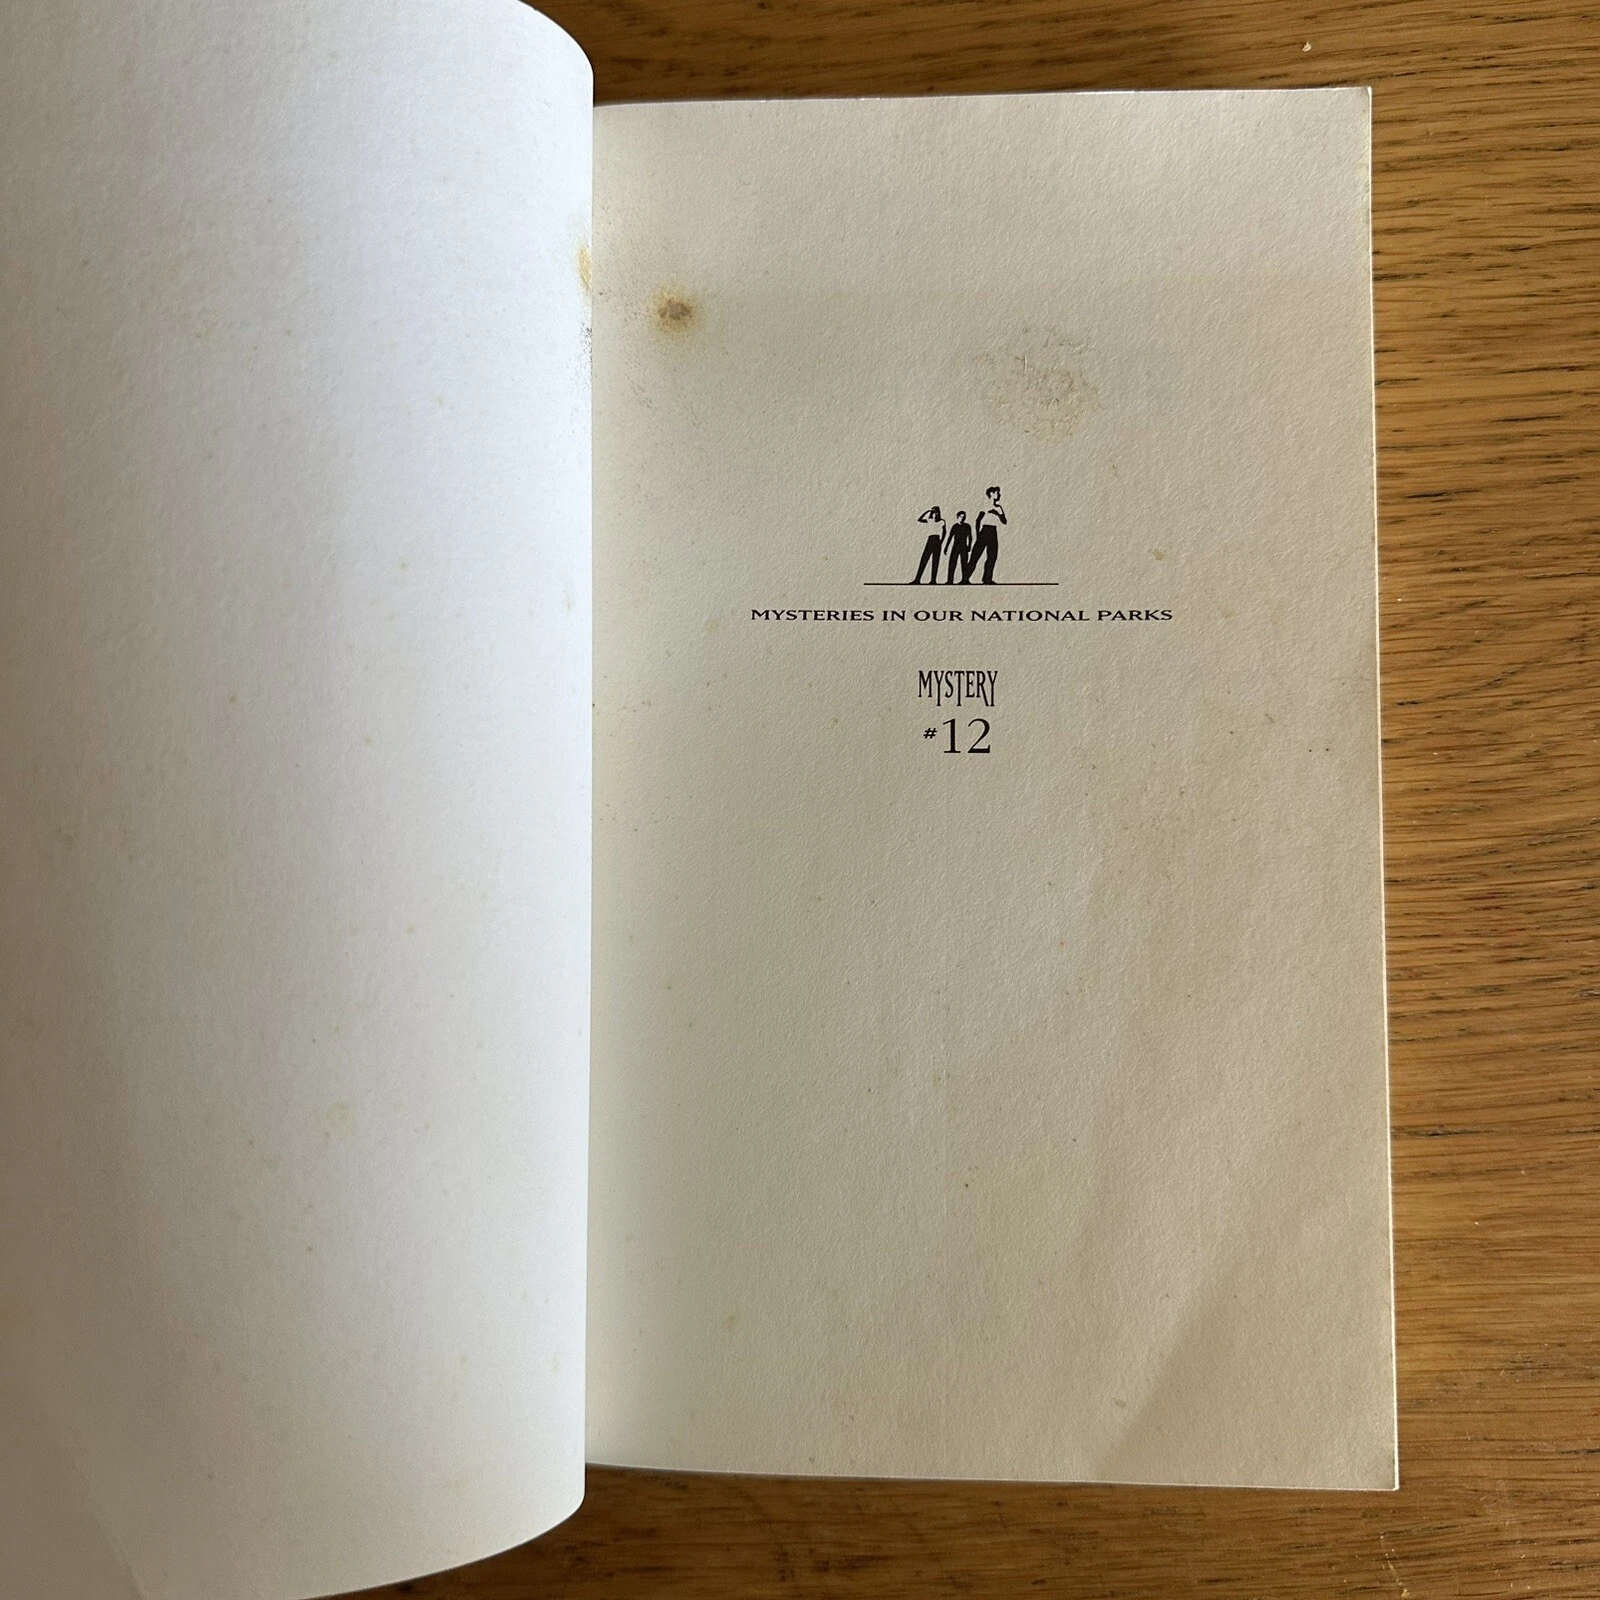 MYSTERIES IN OUR NATIONAL PARKS
MYSTERY
#12